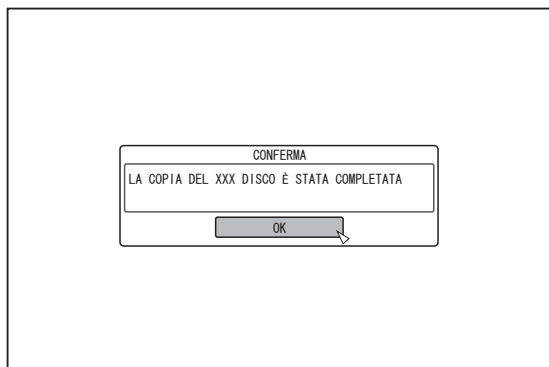 CONFERMA
LA COPIA DEL XXX DISCO È STATA COMPLETATA
OK